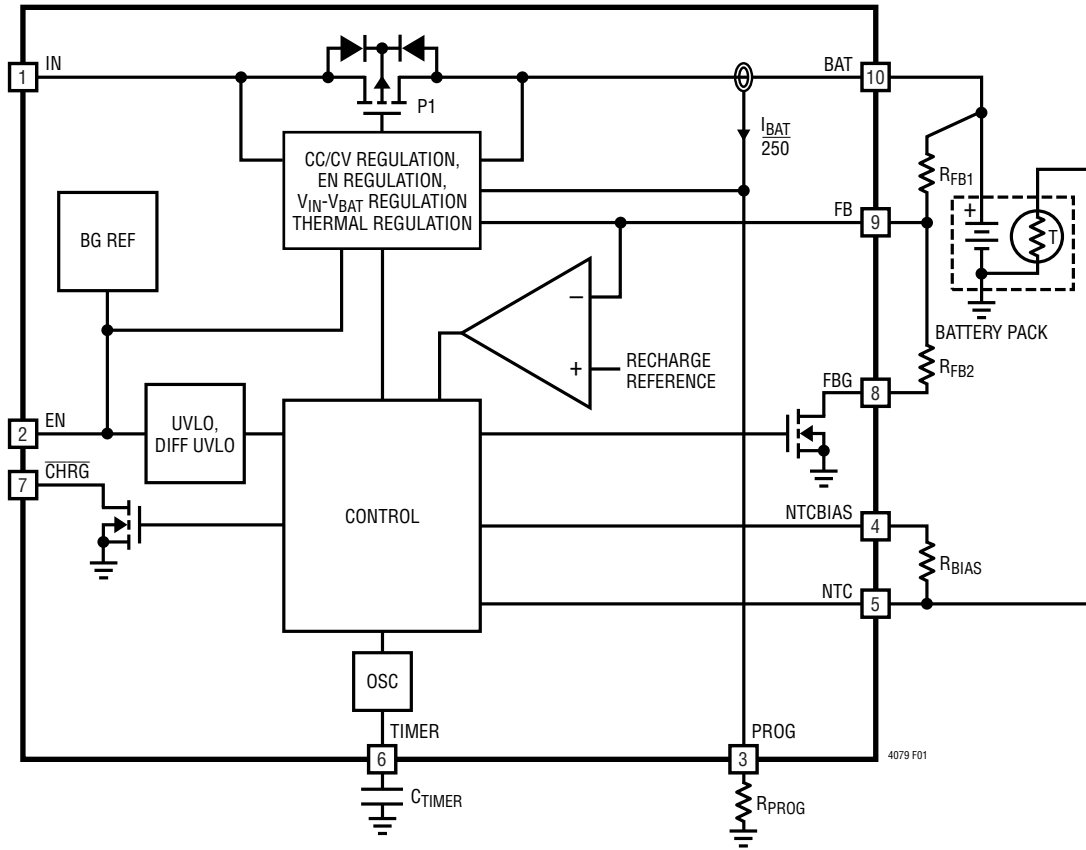 1
IN
P1
BAT
10
I_BAT
250
CC/CV REGULATION,
EN REGULATION,
V_IN-V_BAT REGULATION
THERMAL REGULATION
R_FB1
FB
9
+
T
BG REF
−
+
RECHARGE
REFERENCE
BATTERY PACK
R_FB2
FBG
8
2
EN
UVLO,
DIFF UVLO
7
C̅H̅R̅G̅
CONTROL
NTCBIAS
4
R_BIAS
NTC
5
OSC
TIMER
6
C_TIMER
PROG
3
R_PROG
4079 F01